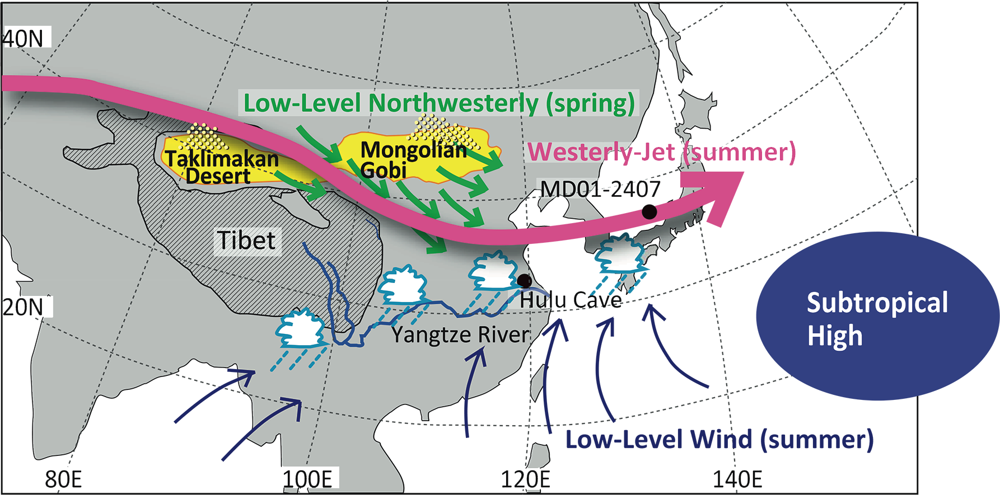 40N
Low-Level Northwesterly (spring)
Taklimakan
Desert
Mongolian
Gobi
Westerly-Jet (summer)
MD01-2407
Tibet
Hulu Cave
20N
Yangtze River
Subtropical
High
Low-Level Wind (summer)
80E
100E
120E
140E